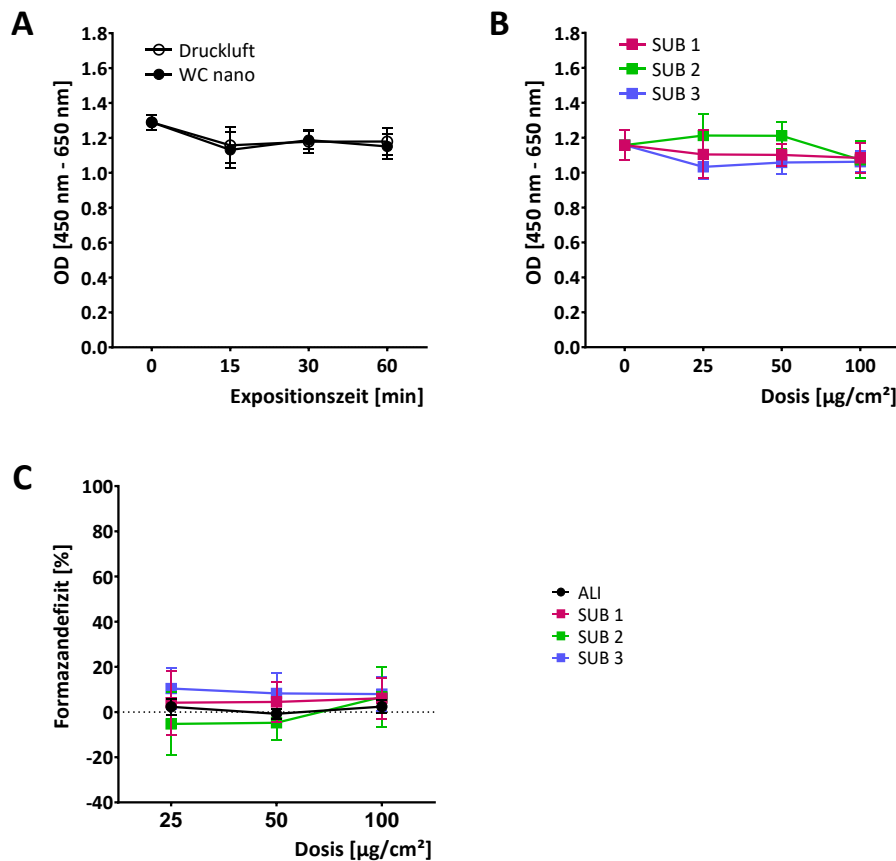 A
Druckluft
WC nano
OD [450 nm - 650 nm]
1.8
1.6
1.4
1.2
1.0
0.8
0.6
0.4
0.2
0.0
0 15 30 60
Expositionszeit [min]
B
SUB 1
SUB 2
SUB 3
OD [450 nm - 650 nm]
1.8
1.6
1.4
1.2
1.0
0.8
0.6
0.4
0.2
0.0
0 25 50 100
Dosis [µg/cm²]
C
Formazandefizit [%]
100
80
60
40
20
0
-20
-40
25 50 100
Dosis [µg/cm²]
ALI
SUB 1
SUB 2
SUB 3